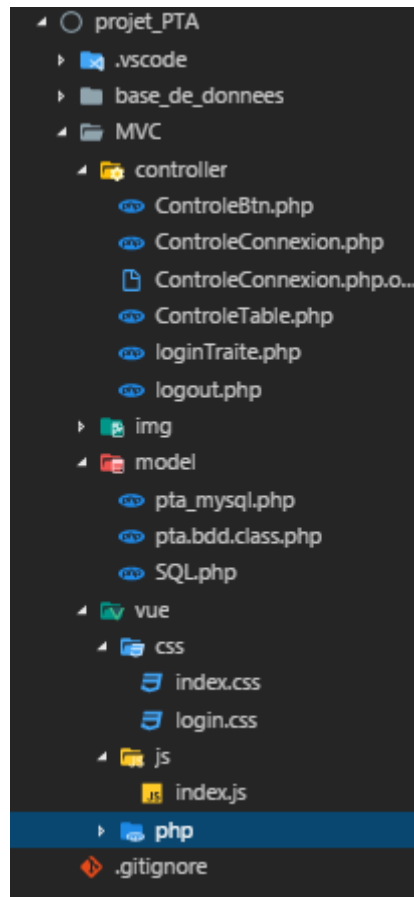 projet_PTA
.vscode
base_de_donnees
MVC
controller
ControleBtn.php
ControleConnexion.php
ControleConnexion.php.o...
ControleTable.php
loginTraite.php
logout.php
img
model
pta_mysql.php
pta.bdd.class.php
SQL.php
vue
css
index.css
login.css
js
index.js
php
.gitignore